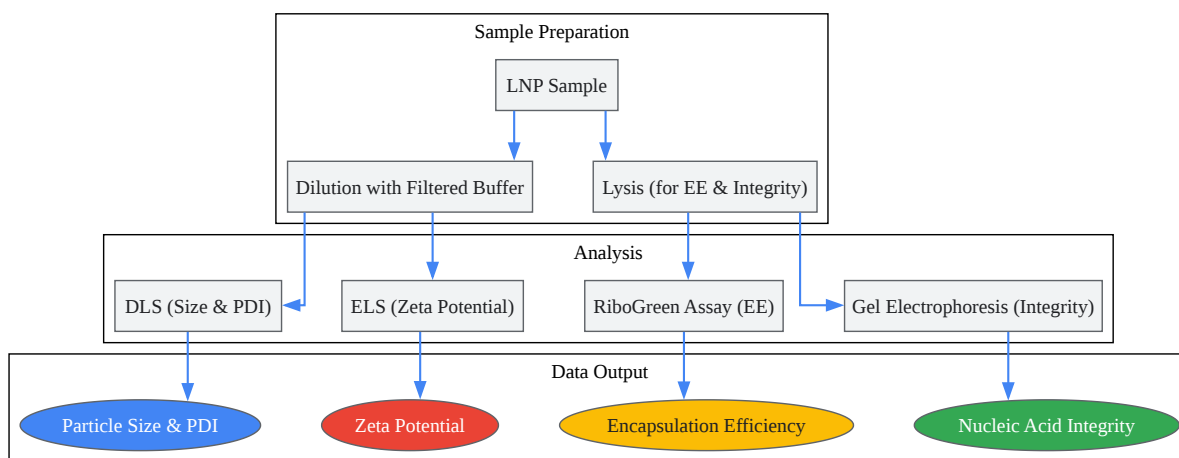 Sample Preparation
LNP Sample
Dilution with Filtered Buffer
Lysis (for EE & Integrity)
Analysis
DLS (Size & PDI)
ELS (Zeta Potential)
RiboGreen Assay (EE)
Gel Electrophoresis (Integrity)
Data Output
Particle Size & PDI
Zeta Potential
Encapsulation Efficiency
Nucleic Acid Integrity